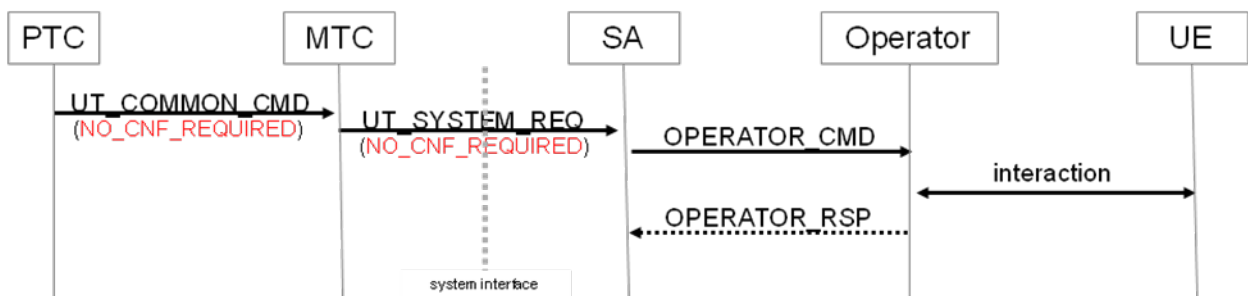 PTC
MTC
SA
Operator
UE
UT_COMMON_CMD
(NO_CNF_REQUIRED)
UT_SYSTEM_REQ
(NO_CNF_REQUIRED)
OPERATOR_CMD
interaction
OPERATOR_RSP
system interface